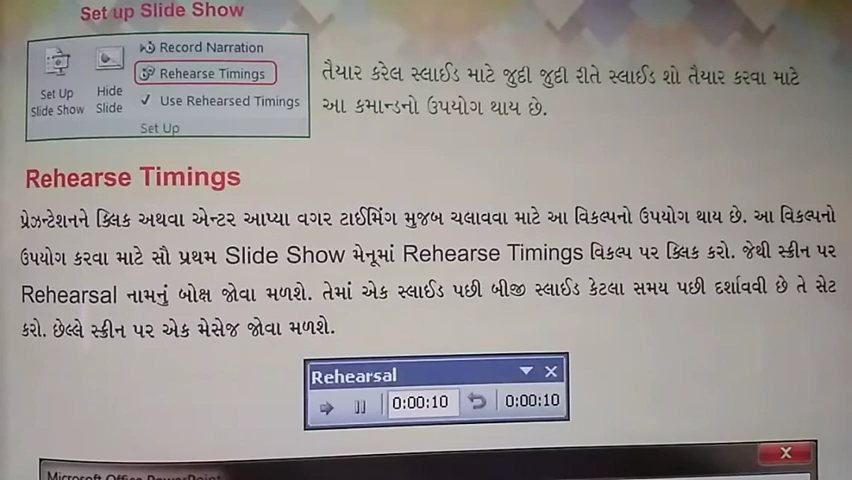 Set up Slide Show
Record Narration
Rehearse Timings
Use Rehearsed Timings
Set Up
Slide Show
Hide
Slide
Set Up
તૈયાર કરેલ સ્લાઈડ માટે જુદી જુદી રીતે સ્લાઈડ શો તૈયાર કરવા માટે
આ કમાન્ડનો ઉપયોગ થાય છે.
Rehearse Timings
પ્રેઝન્ટેશનને ક્લિક અથવા એન્ટર આપ્યા વગર ટાઈમિંગ મુજબ ચલાવવા માટે આ વિકલ્પનો ઉપયોગ થાય છે. આ વિકલ્પનો
ઉપયોગ કરવા માટે સૌ પ્રથમ Slide Show મેનૂમાં Rehearse Timings વિકલ્પ પર ક્લિક કરો. જેથી સ્ક્રીન પર
Rehearsal નામનું બોક્ષ જોવા મળશે. તેમાં એક સ્લાઈડ પછી બીજી સ્લાઈડ કેટલા સમય પછી દર્શાવવી છે તે સેટ
કરો. છેલ્લે સ્ક્રીન પર એક મેસેજ જોવા મળશે.
Rehearsal
0:00:10 0:00:10
Microsoft Office PowerPoint